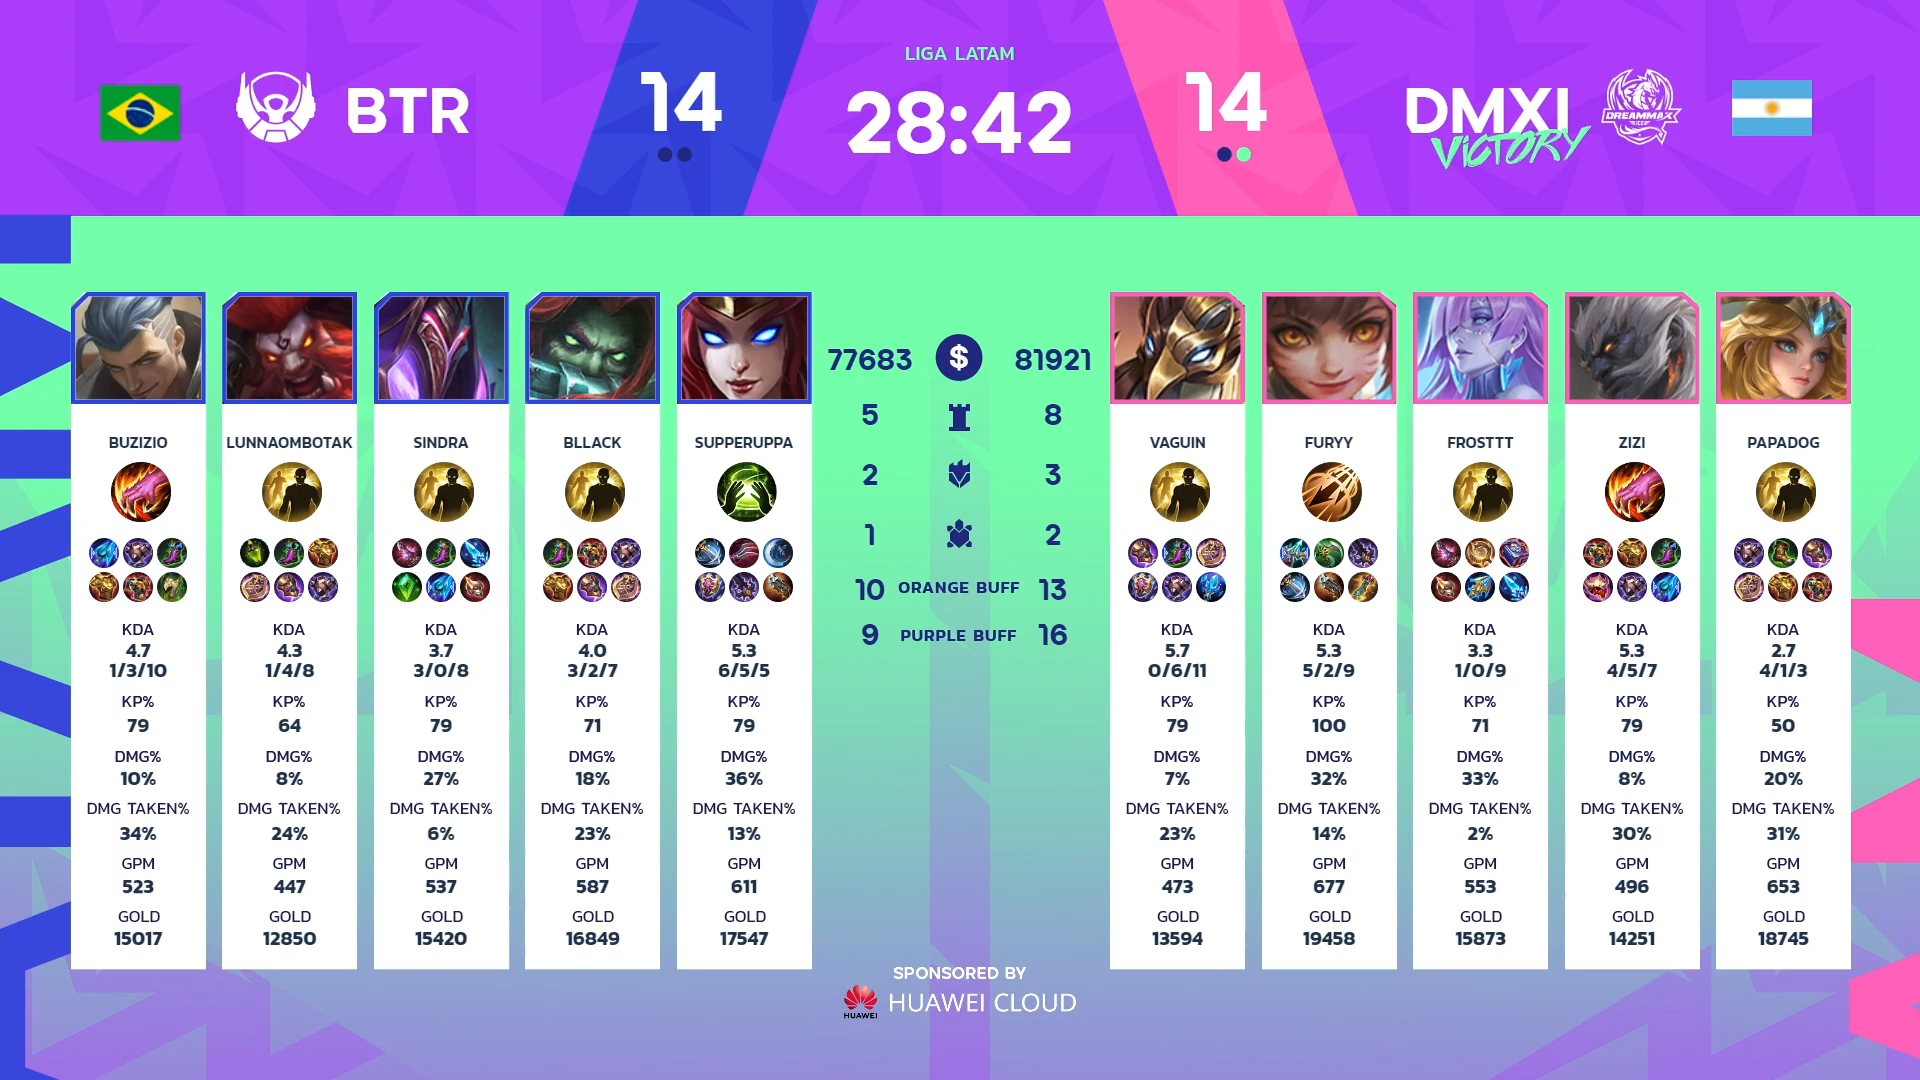 LIGA LATAM
BTR
14
28:42
14
DMXI
VICTORY
DREAMMAX
77683 $ 81921
5 8
2 3
1 2
10 ORANGE BUFF 13
9 PURPLE BUFF 16
BUZIZIO
KDA
4.7
1/3/10
KP%
79
DMG%
10%
DMG TAKEN%
34%
GPM
523
GOLD
15017
LUNNAOMBOTAK
KDA
4.3
1/4/8
KP%
64
DMG%
8%
DMG TAKEN%
24%
GPM
447
GOLD
12850
SINDRA
KDA
3.7
3/0/8
KP%
79
DMG%
27%
DMG TAKEN%
6%
GPM
537
GOLD
15420
BLLACK
KDA
4.0
3/2/7
KP%
71
DMG%
18%
DMG TAKEN%
23%
GPM
587
GOLD
16849
SUPPERUPPA
KDA
5.3
6/5/5
KP%
79
DMG%
36%
DMG TAKEN%
13%
GPM
611
GOLD
17547
VAGUIN
KDA
5.7
0/6/11
KP%
79
DMG%
7%
DMG TAKEN%
23%
GPM
473
GOLD
13594
FURYY
KDA
5.3
5/2/9
KP%
100
DMG%
32%
DMG TAKEN%
14%
GPM
677
GOLD
19458
FROSTTT
KDA
3.3
1/0/9
KP%
71
DMG%
33%
DMG TAKEN%
2%
GPM
553
GOLD
15873
ZIZI
KDA
5.3
4/5/7
KP%
79
DMG%
8%
DMG TAKEN%
30%
GPM
496
GOLD
14251
PAPADOG
KDA
2.7
4/1/3
KP%
50
DMG%
20%
DMG TAKEN%
31%
GPM
653
GOLD
18745
SPONSORED BY
HUAWEI
HUAWEI CLOUD